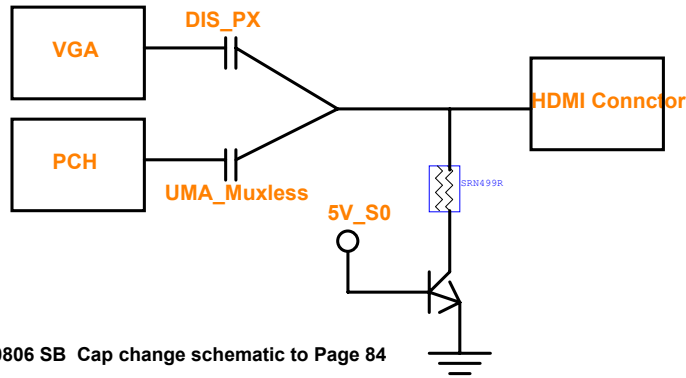 DIS_PX
VGA
HDMI Connctor
PCH
SRN499R
UMA_Muxless
5V_S0
0806 SB Cap change schematic to Page 84